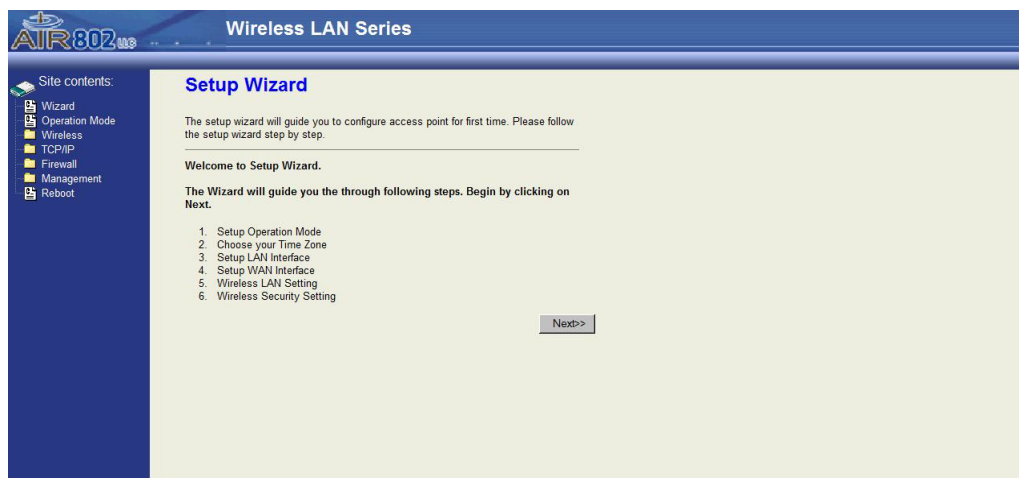 AIR802 LLC
Wireless LAN Series
Site contents:
Wizard
Operation Mode
Wireless
TCP/IP
Firewall
Management
Reboot
Setup Wizard
The setup wizard will guide you to configure access point for first time. Please follow
the setup wizard step by step.
Welcome to Setup Wizard.
The Wizard will guide you the through following steps. Begin by clicking on
Next.
1. Setup Operation Mode
2. Choose your Time Zone
3. Setup LAN Interface
4. Setup WAN Interface
5. Wireless LAN Setting
6. Wireless Security Setting
Next>>